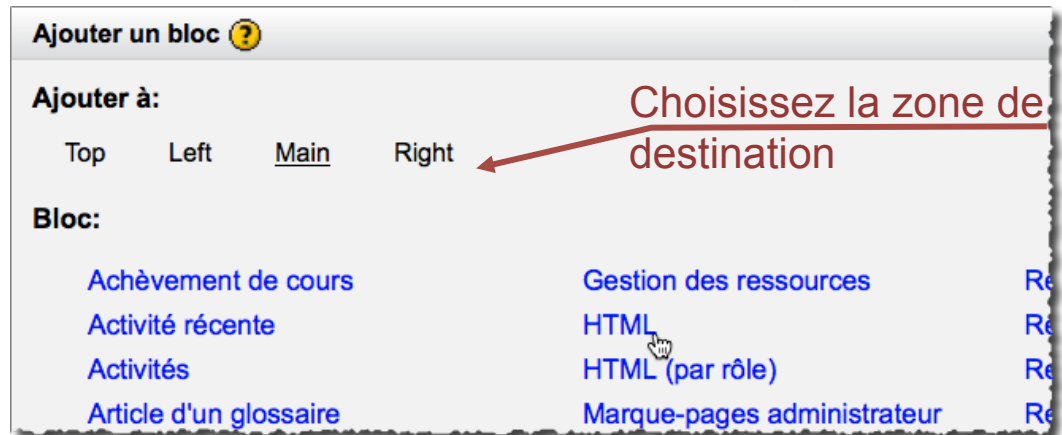 Ajouter un bloc ?
Ajouter à:
Choisissez la zone de
destination
Top Left Main Right
Bloc:
Achèvement de cours Gestion des ressources
Activité récente HTML
Activités HTML (par rôle)
Article d'un glossaire Marque-pages administrateur